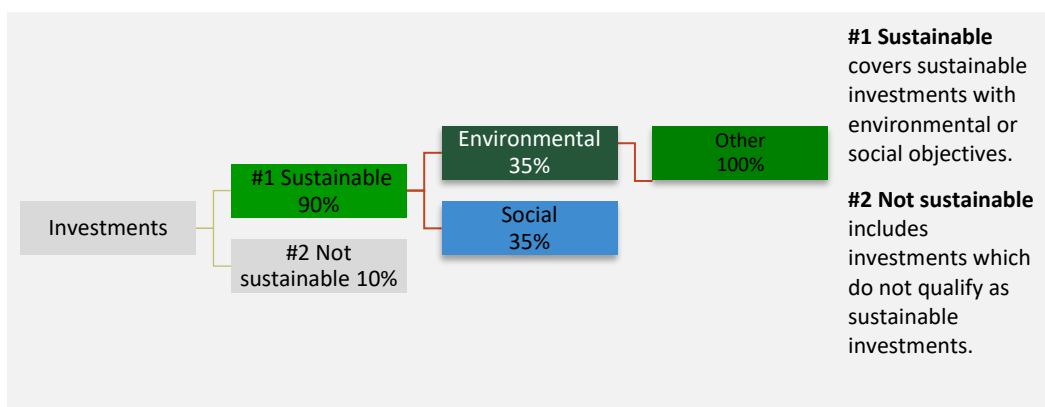 Investments
#1 Sustainable
90%
#2 Not
sustainable 10%
Environmental
35%
Social
35%
Other
100%
#1 Sustainable
covers sustainable
investments with
environmental or
social objectives.
#2 Not sustainable
includes
investments which
do not qualify as
sustainable
investments.